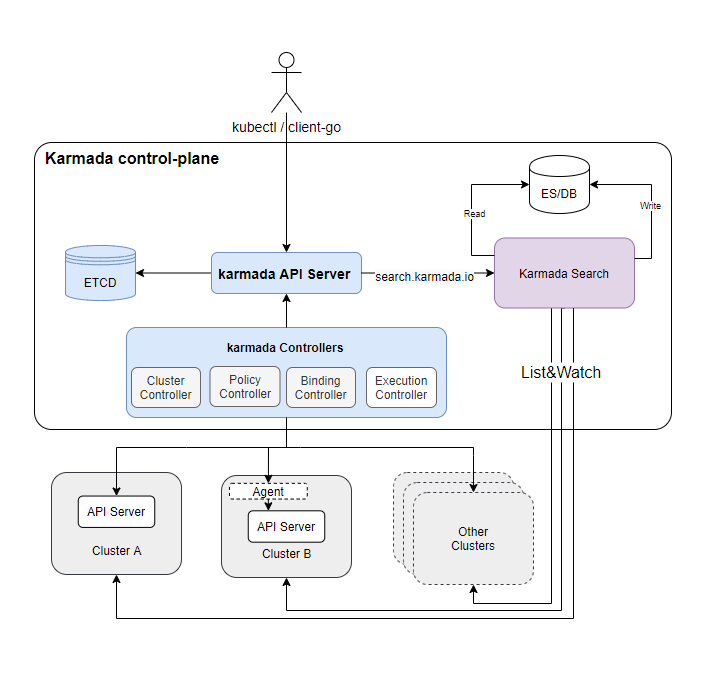 kubectl / client-go
Karmada control-plane
ES/DB
Read
Write
ETCD
karmada API Server
search.karmada.io
Karmada Search
karmada Controllers
Cluster
Controller
Policy
Controller
Binding
Controller
Execution
Controller
List&Watch
Agent
API Server
Cluster A
API Server
Cluster B
Other
Clusters